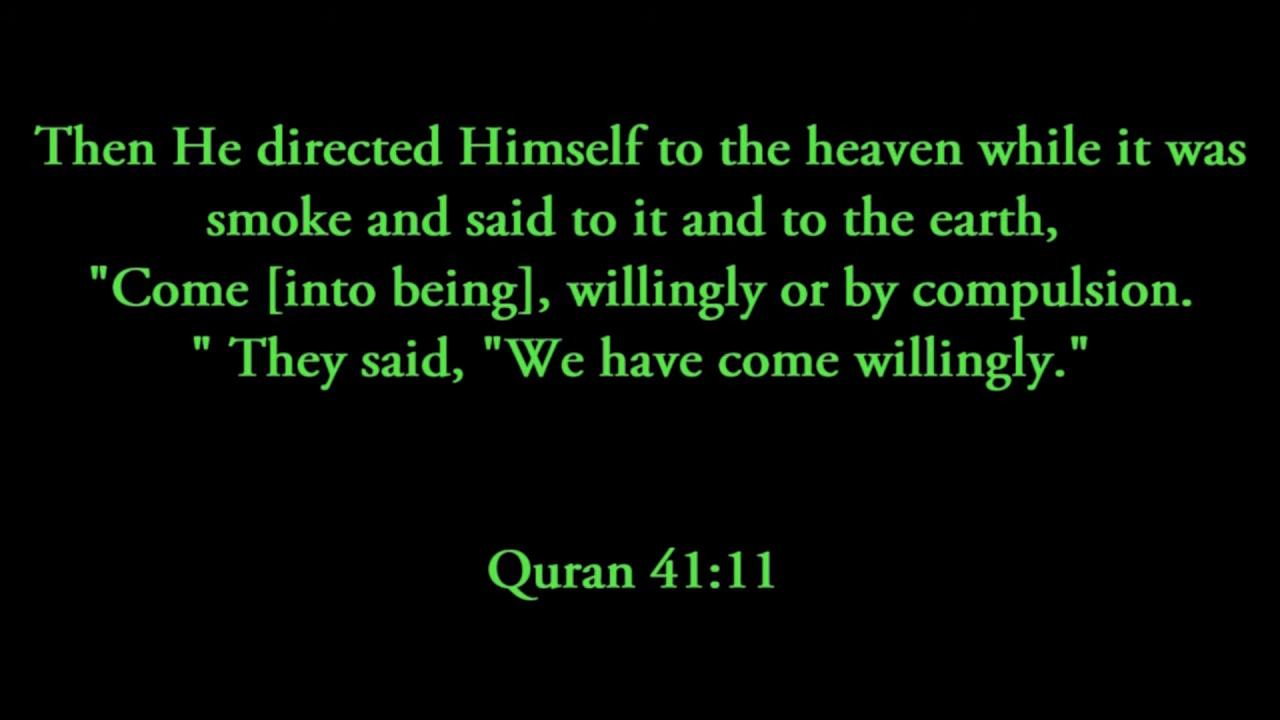 Then He directed Himself to the heaven while it was
smoke and said to it and to the earth,
"Come [into being], willingly or by compulsion.
" They said, "We have come willingly."
Quran 41:11